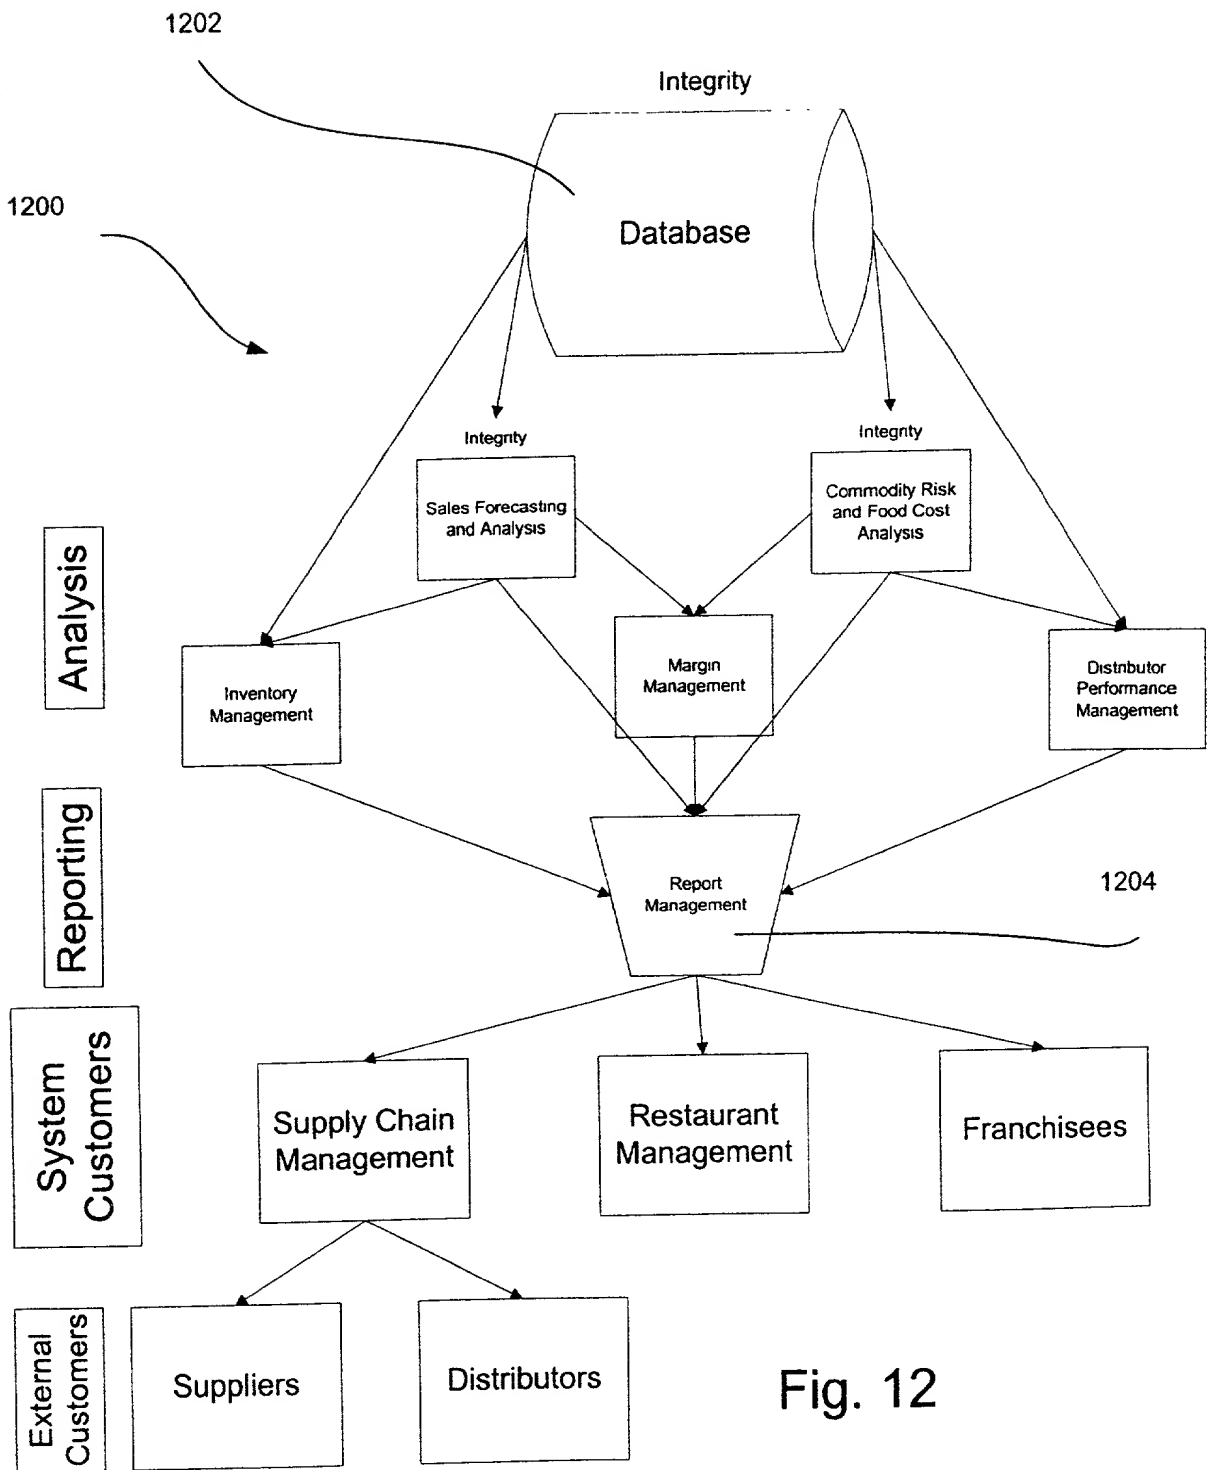 1202
Integrity
1200
Database
Integrity
Integrity
Sales Forecasting
and Analysis
Commodity Risk
and Food Cost
Analysis
Analysis
Inventory
Management
Margin
Management
Distributor
Performance
Management
Reporting
Report
Management
1204
System
Customers
Supply Chain
Management
Restaurant
Management
Franchisees
External
Customers
Suppliers
Distributors
Fig. 12